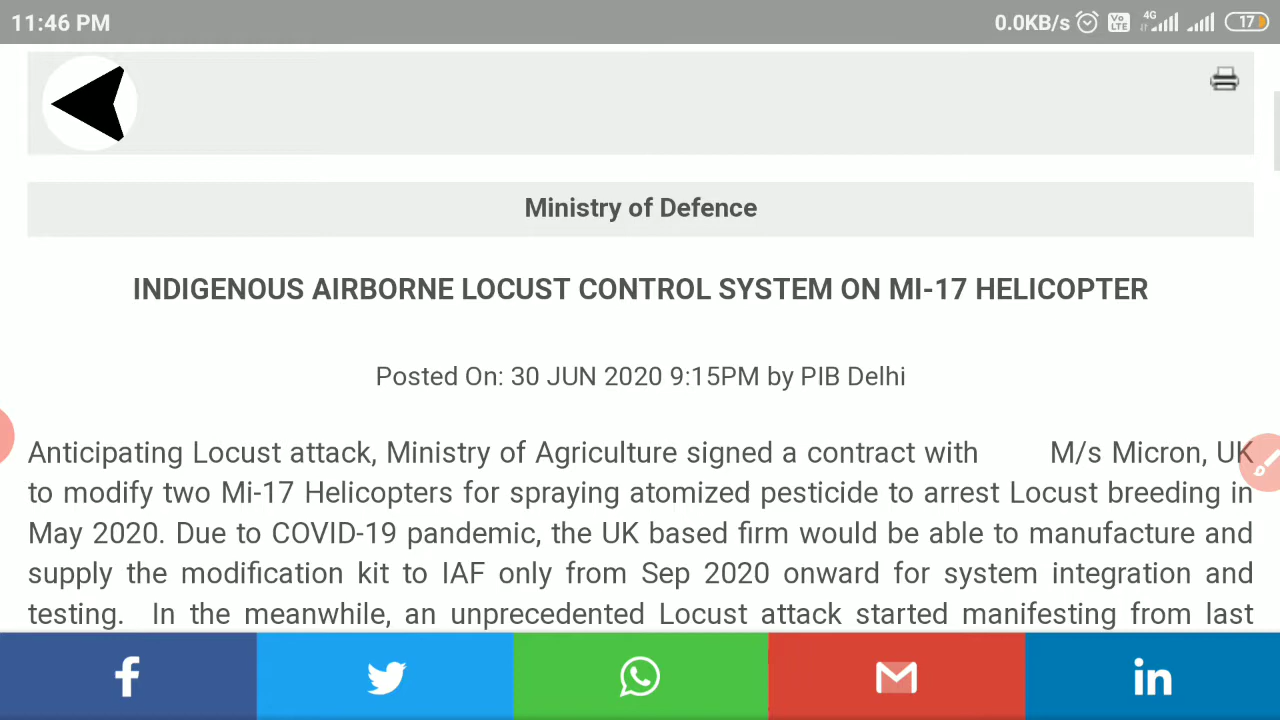 11:46 PM
0.0KB/s Vo LTE 4G 17
Ministry of Defence
INDIGENOUS AIRBORNE LOCUST CONTROL SYSTEM ON MI-17 HELICOPTER
Posted On: 30 JUN 2020 9:15PM by PIB Delhi
Anticipating Locust attack, Ministry of Agriculture signed a contract with M/s Micron, UK
to modify two Mi-17 Helicopters for spraying atomized pesticide to arrest Locust breeding in
May 2020. Due to COVID-19 pandemic, the UK based firm would be able to manufacture and
supply the modification kit to IAF only from Sep 2020 onward for system integration and
testing. In the meanwhile, an unprecedented Locust attack started manifesting from last
f
in